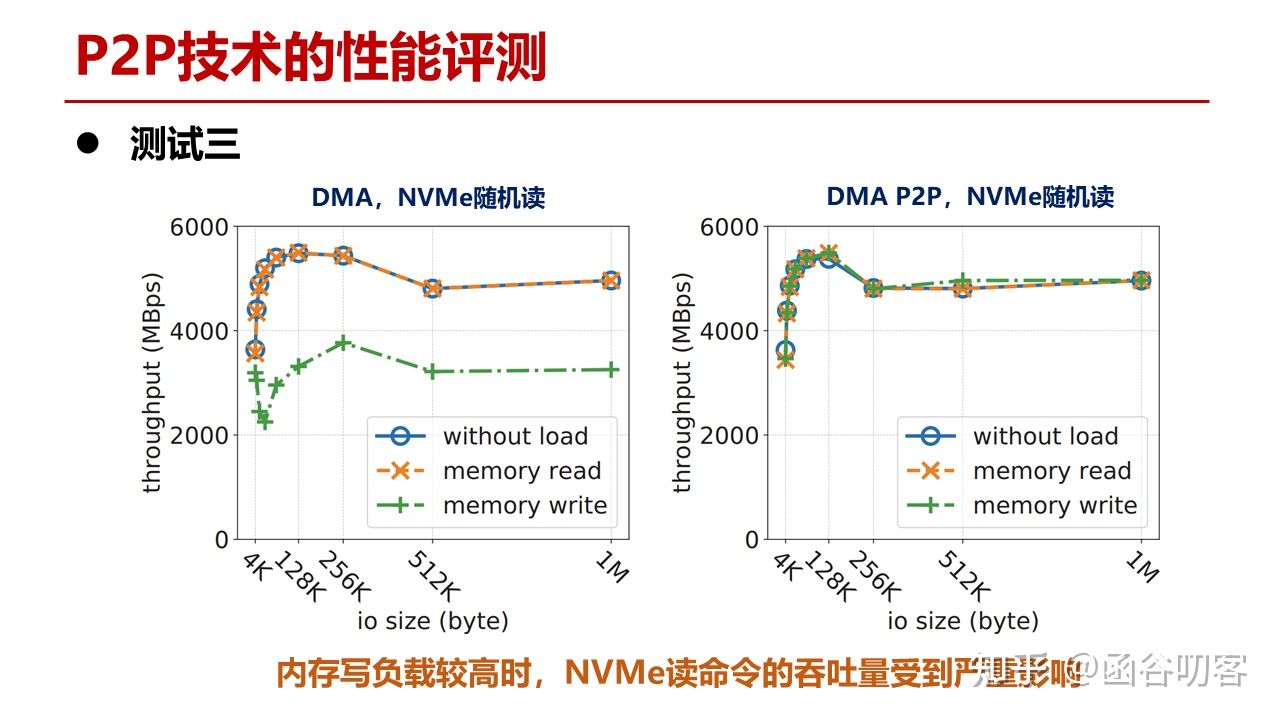 P2P技术的性能评测
● 测试三
DMA，NVMe随机读
6000
4000
2000
0
throughput (MBps)
without load
memory read
memory write
4K
128K
256K
512K
1M
io size (byte)
DMA P2P，NVMe随机读
6000
4000
2000
0
throughput (MBps)
without load
memory read
memory write
4K
128K
256K
512K
1M
io size (byte)
内存写负载较高时，NVMe读命令的吞吐量受到严重影响
知乎 @函谷叨客